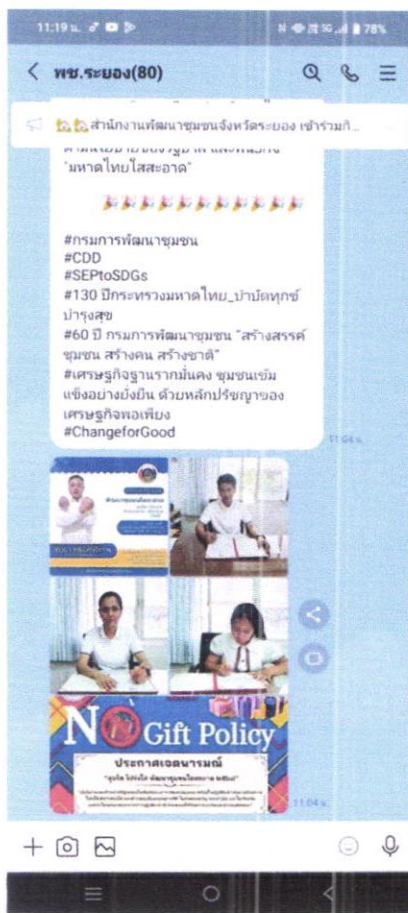 11:19 น.
5G
78%
พช.ระยอง(80)
สำนักงานพัฒนาชุมชนจังหวัดระยอง เข้าร่วมกิ...
"มหาดไทยใสสะอาด"
#กรมการพัฒนาชุมชน
#CDD
#SEPtoSDGs
#130 ปีกระทรวงมหาดไทย_บำบัดทุกข์
บำรุงสุข
#60 ปี กรมการพัฒนาชุมชน "สร้างสรรค์
ชุมชน สร้างคน สร้างชาติ"
#เศรษฐกิจฐานรากมั่นคง ชุมชนเข้ม
แข็งอย่างยั่งยืน ด้วยหลักปรัชญาของ
เศรษฐกิจพอเพียง
#ChangeforGood
11:04 น.
NO Gift Policy
ประกาศเจตนารมณ์
11:04 น.